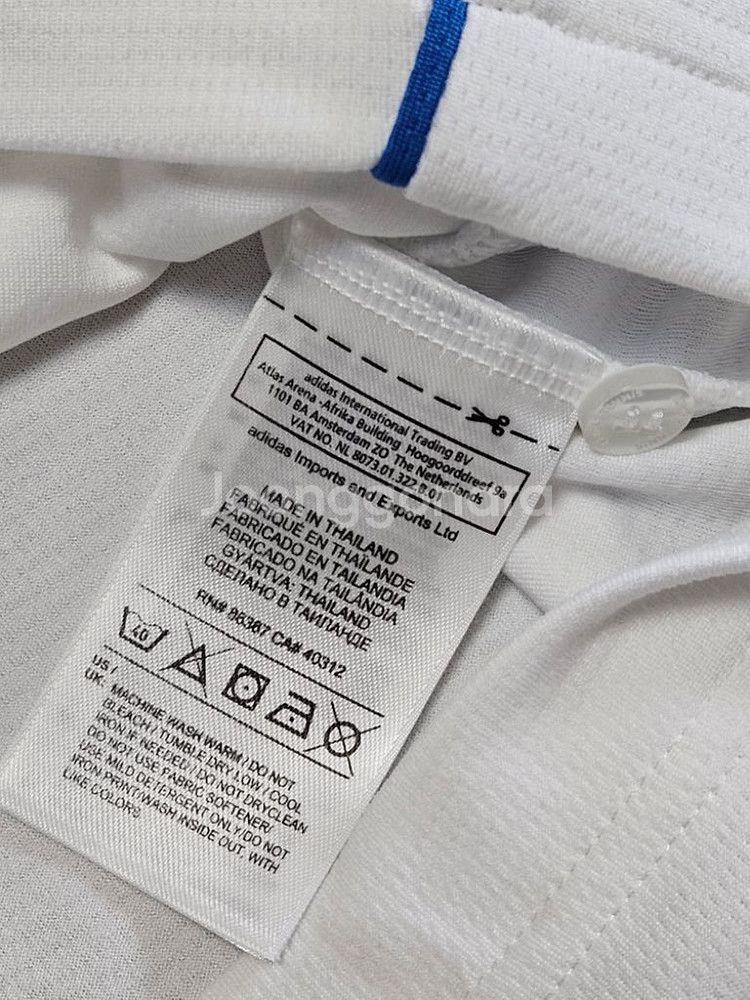 adidas International Trading BV
Atlas Arena -Afrika Building Hoogoorddreef 9a
1101 BA Amsterdam ZO The Netherlands
VAT NO. NL 8073.01.322.B.01
adidas Imports and Exports Ltd
Joonggonara
MADE IN THAILAND
FABRIQUÉ EN THAÏLANDE
FABRICADO EN TAILANDIA
FABRICADO NA TAILÂNDIA
GYÁRTVA: THAILAND
СДЕЛАНО В ТАИЛАНДЕ
RN# 88387 CA# 40312
40
US /
UK: MACHINE WASH WARM / DO NOT
BLEACH / TUMBLE DRY LOW / COOL
IRON IF NEEDED / DO NOT DRYCLEAN
DO NOT USE FABRIC SOFTENER/
USE MILD DETERGENT ONLY/DO NOT
IRON PRINT/WASH INSIDE OUT, WITH
LIKE COLORS